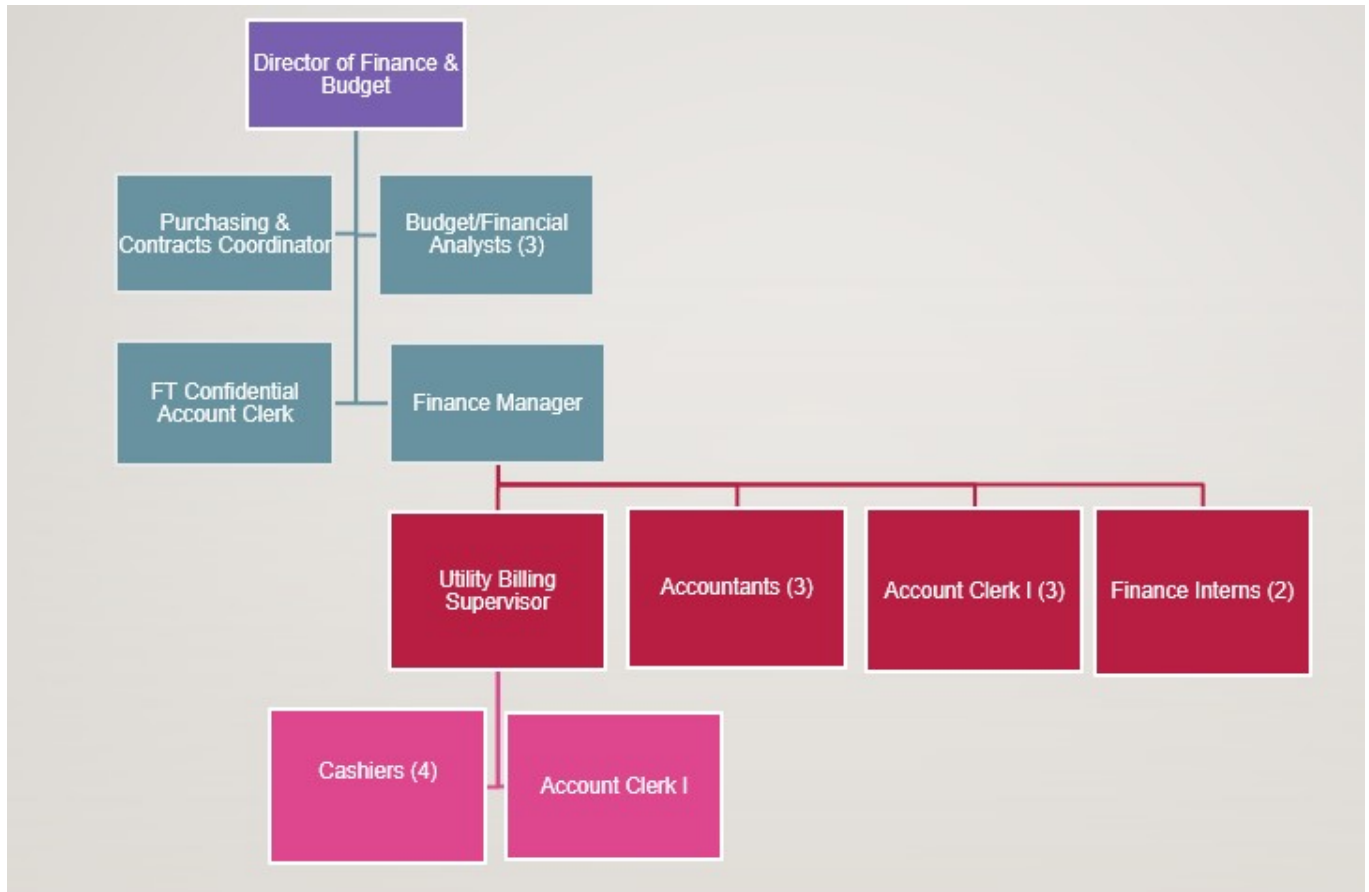 Director of Finance &
Budget
Purchasing &
Contracts Coordinator
Budget/Financial
Analysts (3)
FT Confidential
Account Clerk
Finance Manager
Utility Billing
Supervisor
Accountants (3)
Account Clerk I (3)
Finance Interns (2)
Cashiers (4)
Account Clerk I